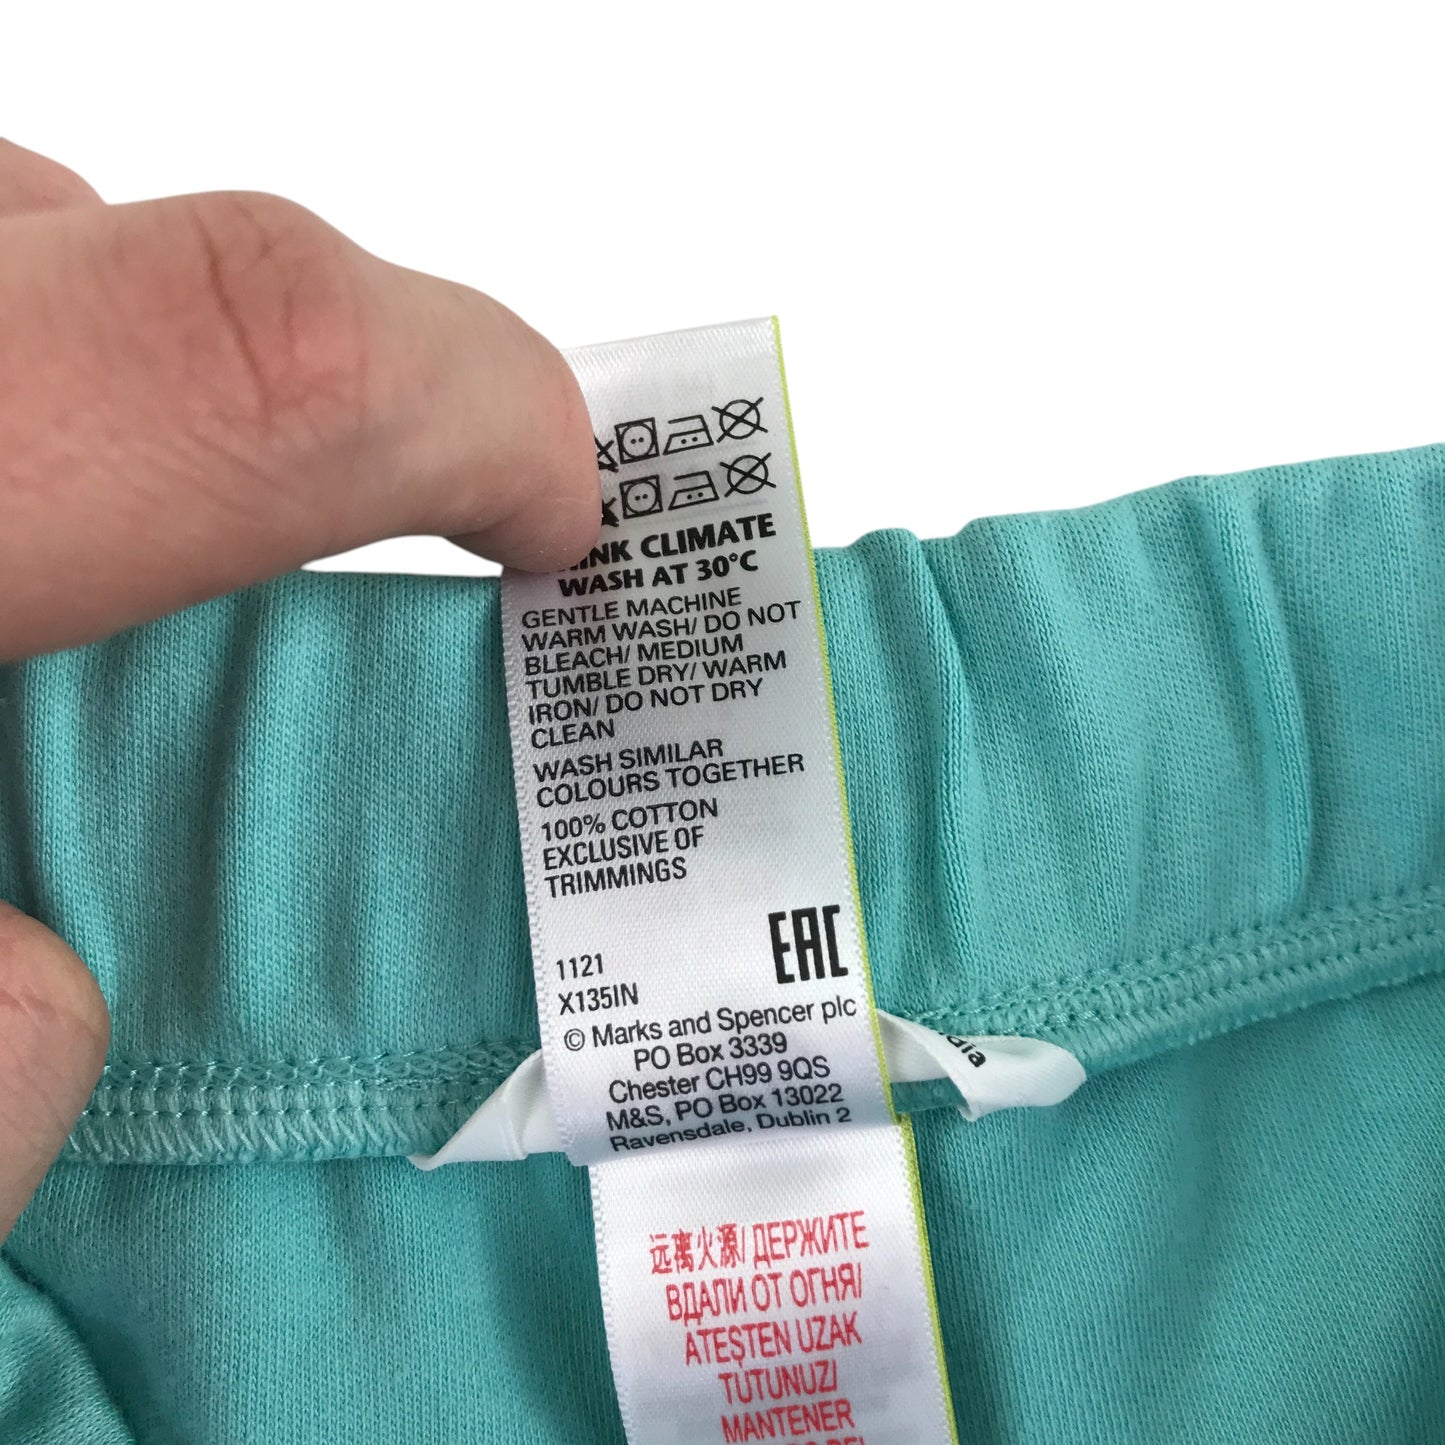 CLIMATE
WASH AT 30°C
GENTLE MACHINE
WARM WASH/ DO NOT
BLEACH/ MEDIUM
TUMBLE DRY/ WARM
IRON/ DO NOT DRY
CLEAN
WASH SIMILAR
COLOURS TOGETHER
100% COTTON
EXCLUSIVE OF
TRIMMINGS
EAC
1121
X135IN
© Marks and Spencer plc
PO Box 3339
Chester CH99 9QS
M&S, PO Box 13022
Ravensdale, Dublin 2
远离火源/ ДЕРЖИТЕ
ВДАЛИ ОТ ОГНЯ/
ATEŞTEN UZAK
TUTUNUZ/
MANTENER